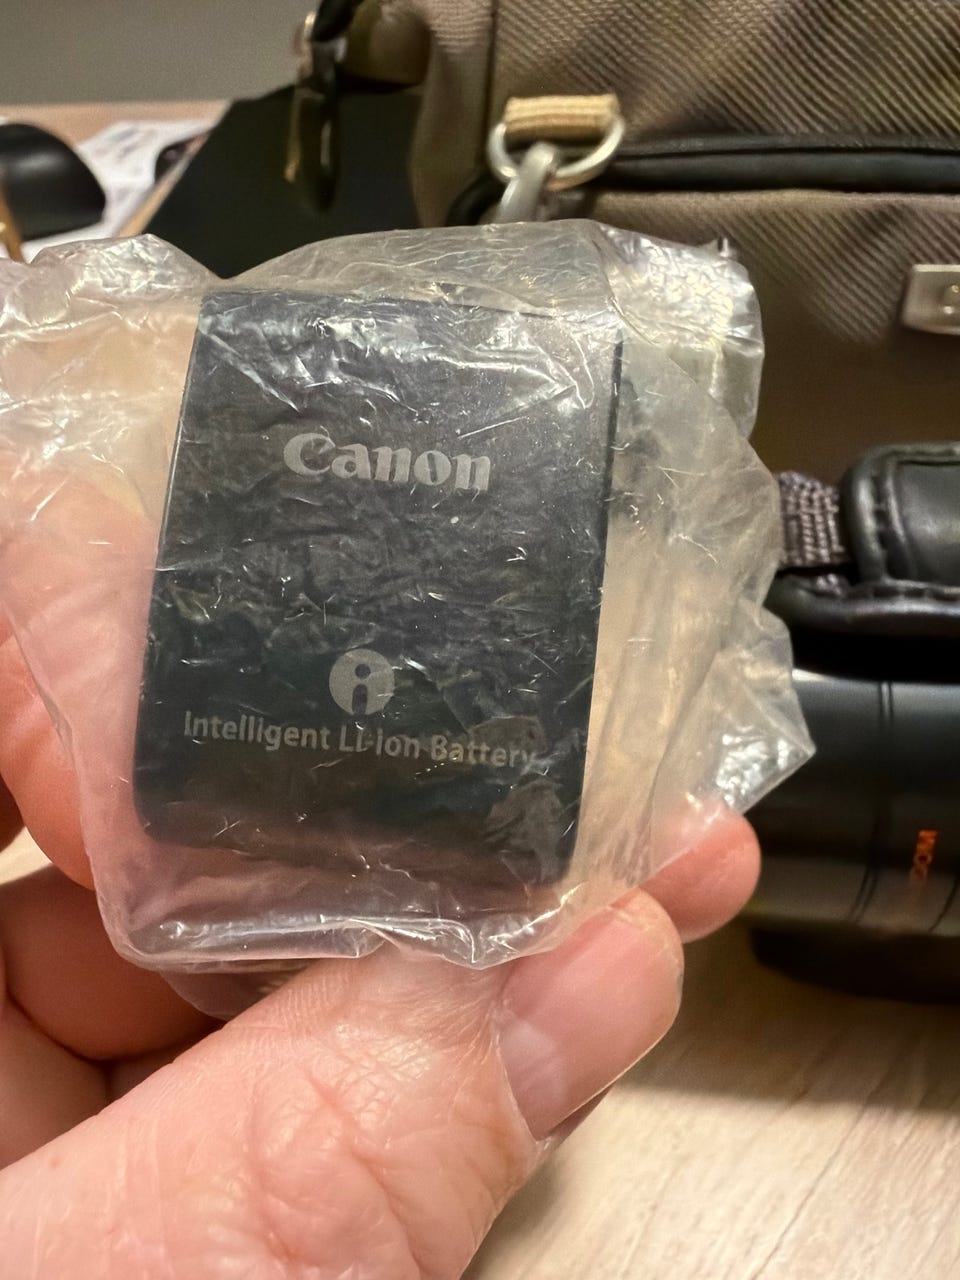 Canon
i
Intelligent Li-ion Battery